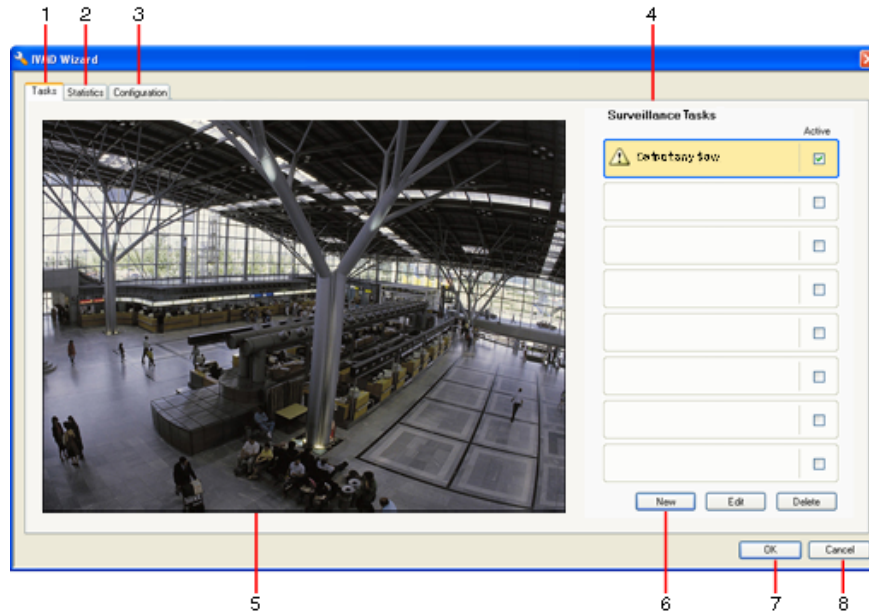 1 2 3 4
Wizard
Tasks Statistics Configuration
Surveillance Tasks
Active
New Edit Delete
OK Cancel
5 6 7 8